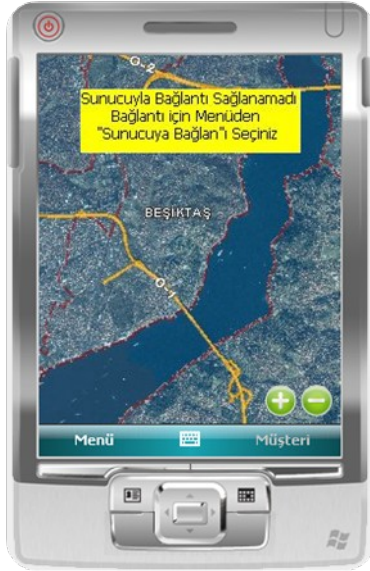 O-2
Sunucuyla Bağlantı Sağlanamadı
Bağlantı için Menüden
"Sunucuya Bağlan"ı Seçiniz
BEŞİKTAŞ
O-1
Menü
Müşteri